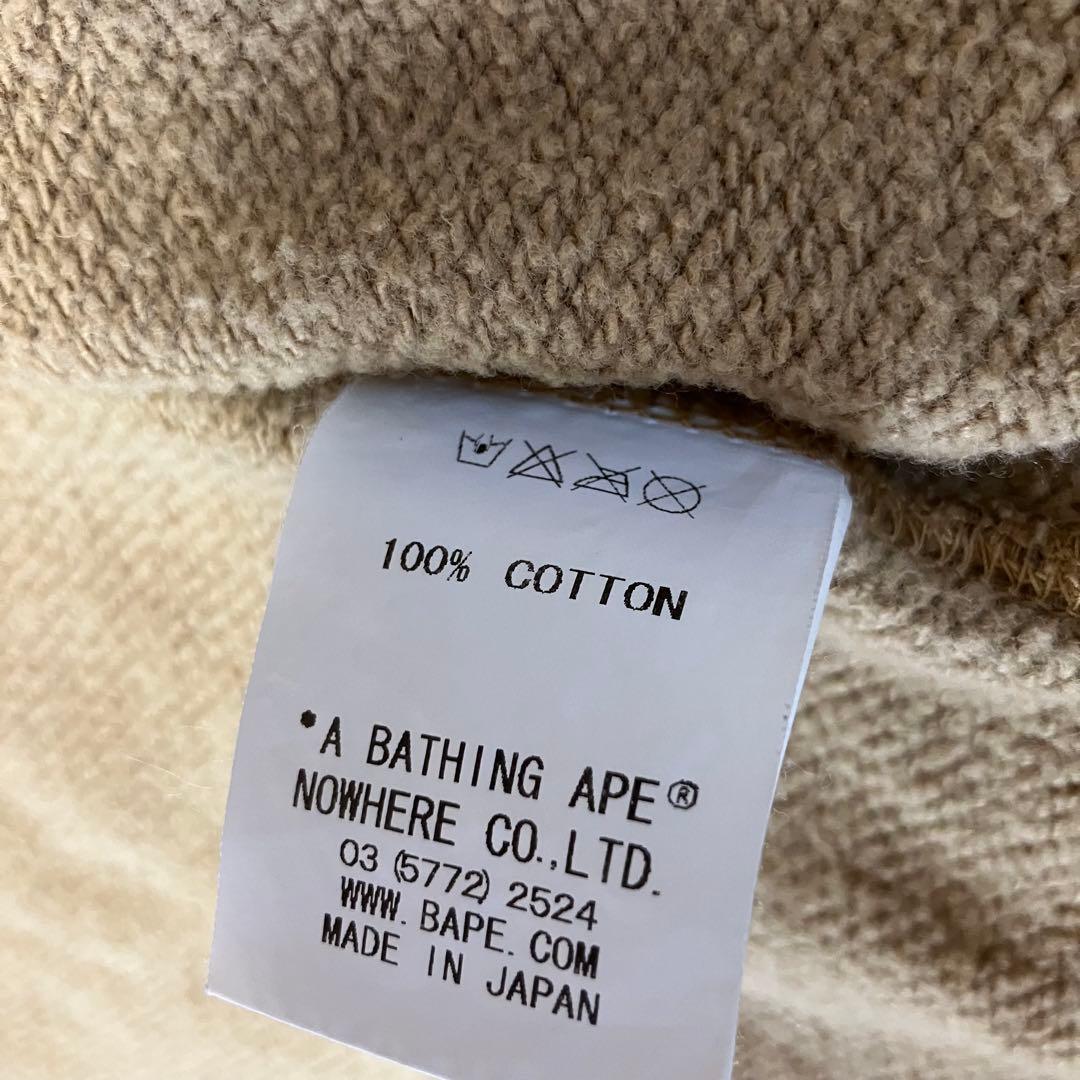 100% COTTON
*A BATHING APE®
NOWHERE CO.,LTD.
03 (5772) 2524
WWW.BAPE.COM
MADE IN JAPAN